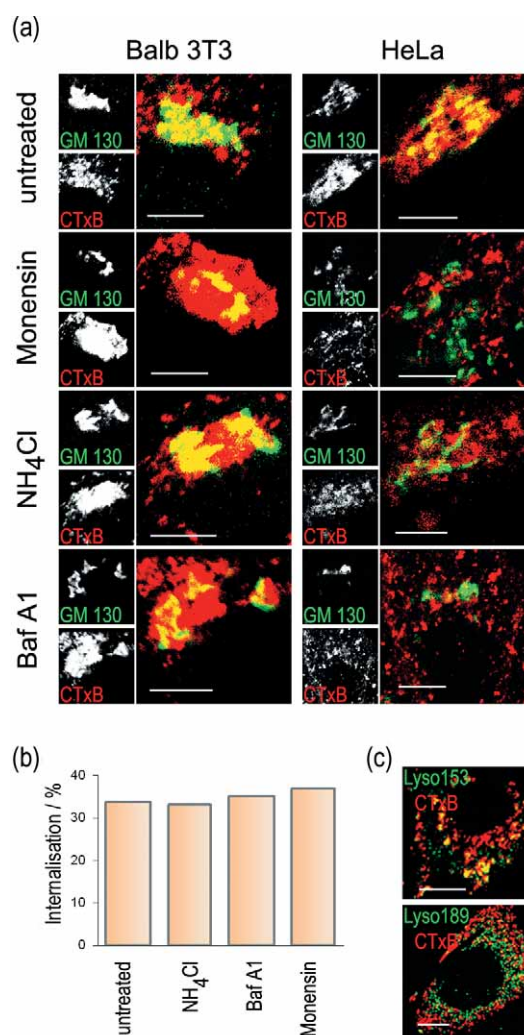 (a)
Balb 3T3 HeLa
untreated
GM 130
CTxB
GM 130
CTxB
Monensin
GM 130
CTxB
GM 130
CTxB
NH4Cl
GM 130
CTxB
GM 130
CTxB
Baf A1
GM 130
CTxB
GM 130
CTxB
(b)
Internalisation / %
40
30
20
10
0
untreated
NH4Cl
Baf A1
Monensin
(c)
Lyso153
CTxB
Lyso189
CTxB